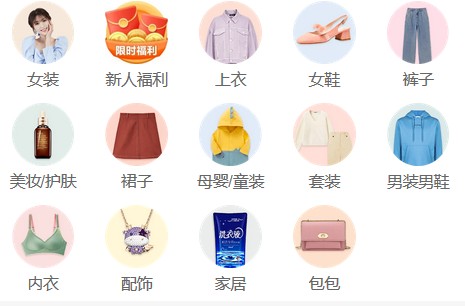 限时福利
女装
新人福利
上衣
女鞋
裤子
美妆/护肤
裙子
母婴/童装
套装
男装男鞋
洗衣液
内衣
配饰
家居
包包